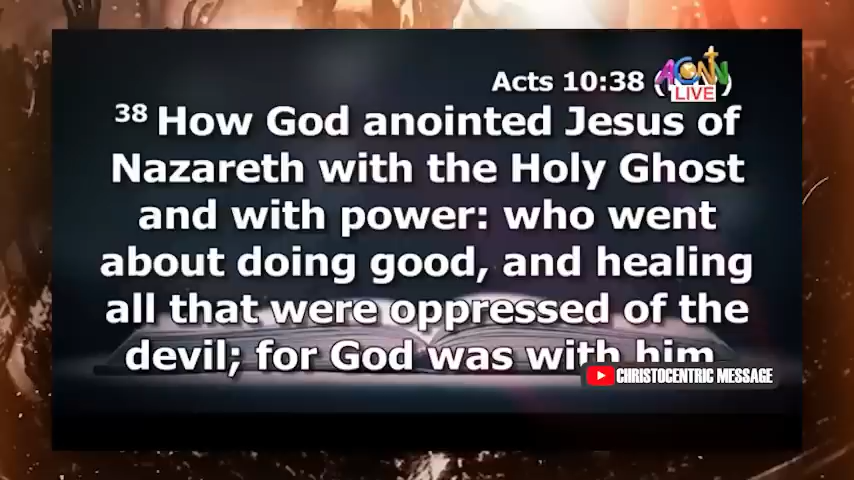 Acts 10:38 (
ACNN
LIVE
38 How God anointed Jesus of
Nazareth with the Holy Ghost
and with power: who went
about doing good, and healing
all that were oppressed of the
devil; for God was with him
CHRISTOCENTRIC MESSAGE